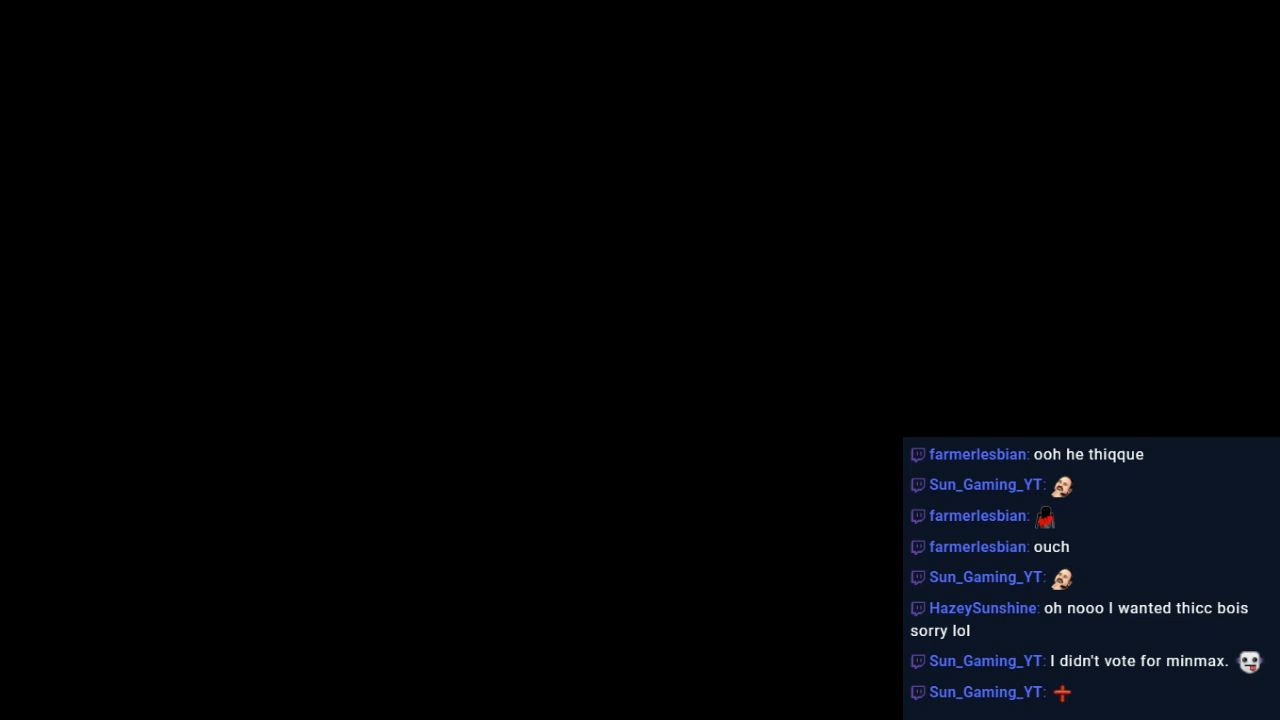 farmerlesbian: ooh he thiqque
Sun_Gaming_YT:
farmerlesbian:
farmerlesbian: ouch
Sun_Gaming_YT:
HazeySunshine: oh nooo I wanted thicc bois
sorry lol
Sun_Gaming_YT: I didn't vote for minmax.
Sun_Gaming_YT: